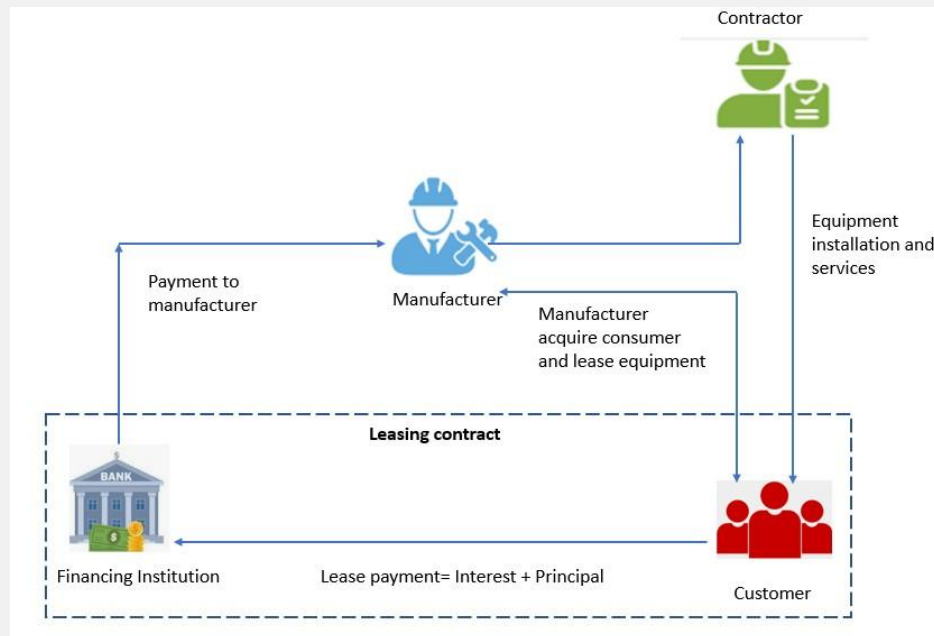 Contractor
Equipment
installation and
services
Payment to
manufacturer
Manufacturer
Manufacturer
acquire consumer
and lease equipment
Leasing contract
$
BANK
$
$
Financing Institution
Lease payment= Interest + Principal
Customer